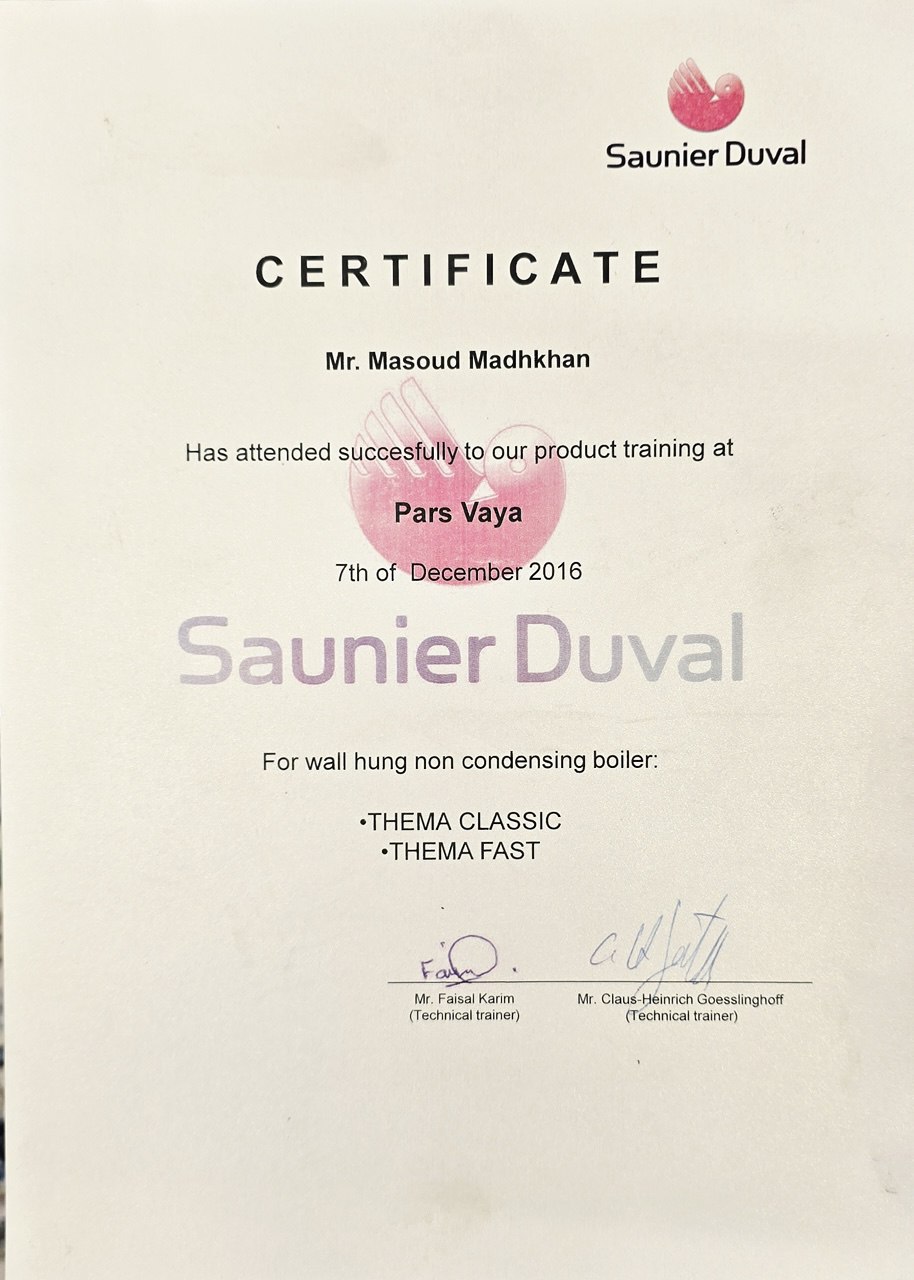 Saunier Duval
CERTIFICATE
Mr. Masoud Madhkhan
Has attended succesfully to our product training at
Pars Vaya
7th of December 2016
Saunier Duval
For wall hung non condensing boiler:
•THEMA CLASSIC
•THEMA FAST
Mr. Faisal Karim
(Technical trainer)
Mr. Claus-Heinrich Goesslinghoff
(Technical trainer)